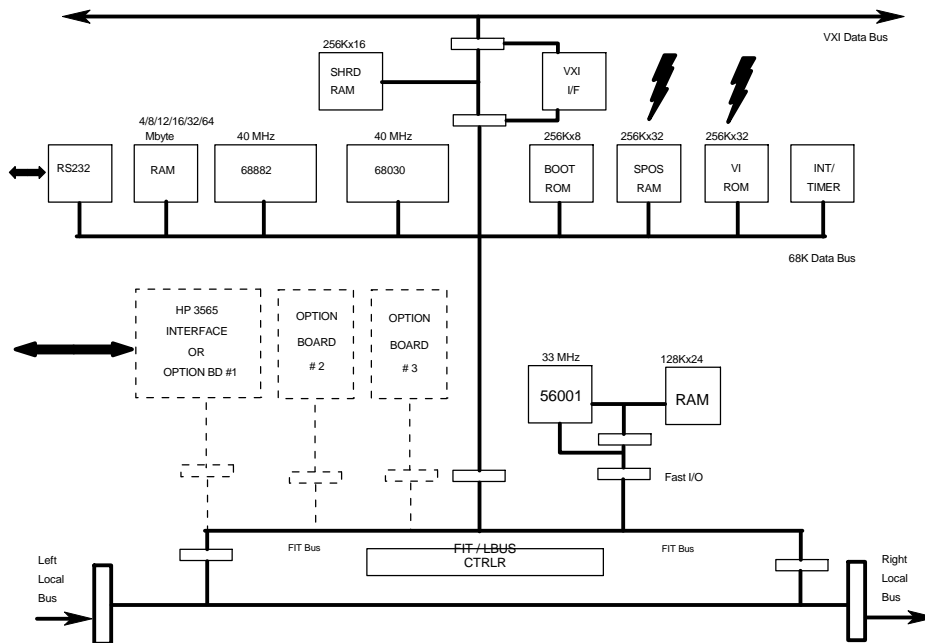 VXI Data Bus
256Kx16
SHRD
RAM
VXI
I/F
4/8/12/16/32/64
Mbyte
40 MHz
40 MHz
256Kx8
256Kx32
256Kx32
RS232
RAM
68882
68030
BOOT
ROM
SPOS
RAM
VI
ROM
INT/
TIMER
68K Data Bus
HP 3565
INTERFACE
OR
OPTION BD #1
OPTION
BOARD
# 2
OPTION
BOARD
# 3
33 MHz
128Kx24
56001
RAM
Fast I/O
FIT Bus
FIT / LBUS
CTRLR
FIT Bus
Left
Local
Bus
Right
Local
Bus